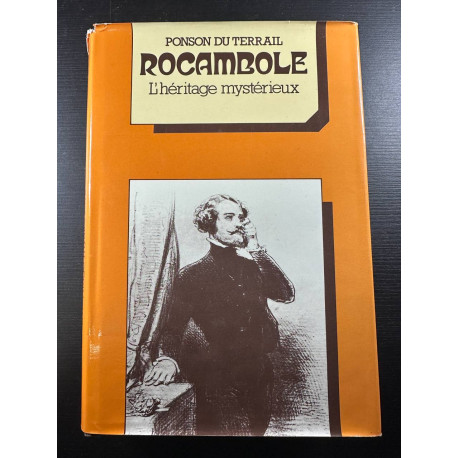 PONSON DU TERRAIL
ROCAMBOLE
L'héritage mystérieux